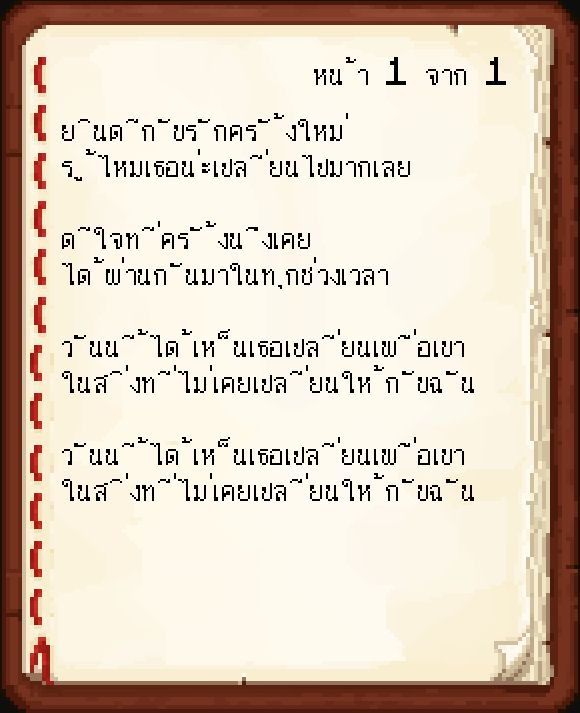 หน้า 1 จาก 1
ยินดีกับรักครั้งใหม่
รู้ไหมเธอน่ะเปลี่ยนไปมากเลย
ดีใจที่ครั้งนึงเคย
ได้ผ่านกันมาในทุกช่วงเวลา
วันนี้ได้เห็นเธอเปลี่ยนเพื่อเขา
ในสิ่งที่ไม่เคยเปลี่ยนให้กับฉัน
วันนี้ได้เห็นเธอเปลี่ยนเพื่อเขา
ในสิ่งที่ไม่เคยเปลี่ยนให้กับฉัน